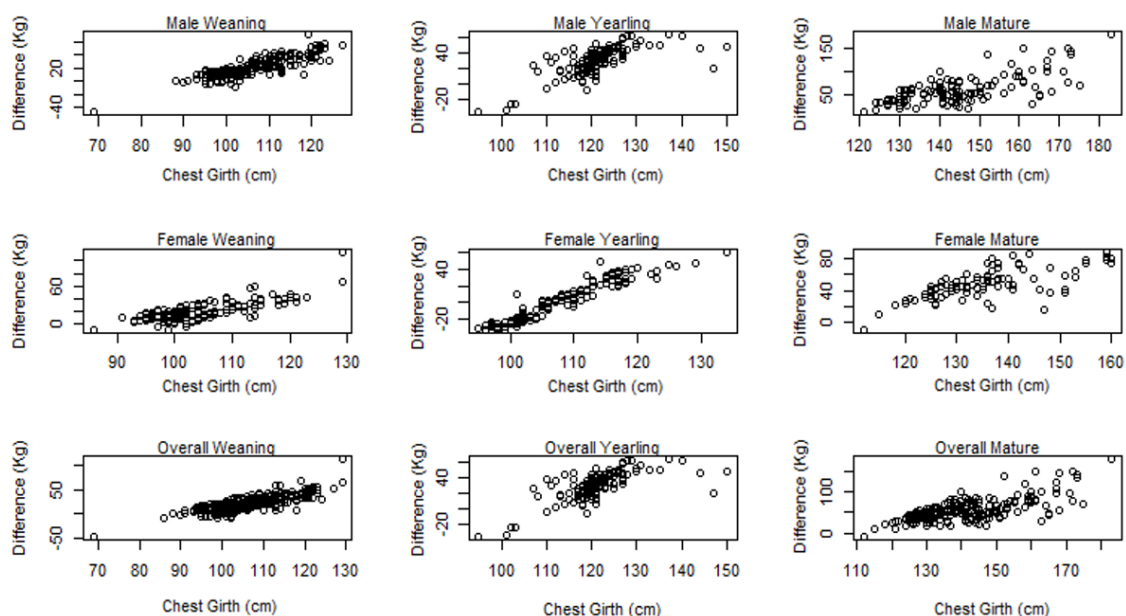 Male Weaning
Difference (Kg)
-40 20
70 80 90 100 110 120
Chest Girth (cm)
Male Yearling
Difference (Kg)
-20 40
100 110 120 130 140 150
Chest Girth (cm)
Male Mature
Difference (Kg)
50 150
120 130 140 150 160 170 180
Chest Girth (cm)
Female Weaning
Difference (Kg)
0 60
90 100 110 120 130
Chest Girth (cm)
Female Yearling
Difference (Kg)
-20 40
100 110 120 130
Chest Girth (cm)
Female Mature
Difference (Kg)
0 40 80
120 130 140 150 160
Chest Girth (cm)
Overall Weaning
Difference (Kg)
-50 50
70 80 90 100 110 120 130
Chest Girth (cm)
Overall Yearling
Difference (Kg)
-20 40
100 110 120 130 140 150
Chest Girth (cm)
Overall Mature
Difference (Kg)
0 100
110 130 150 170
Chest Girth (cm)